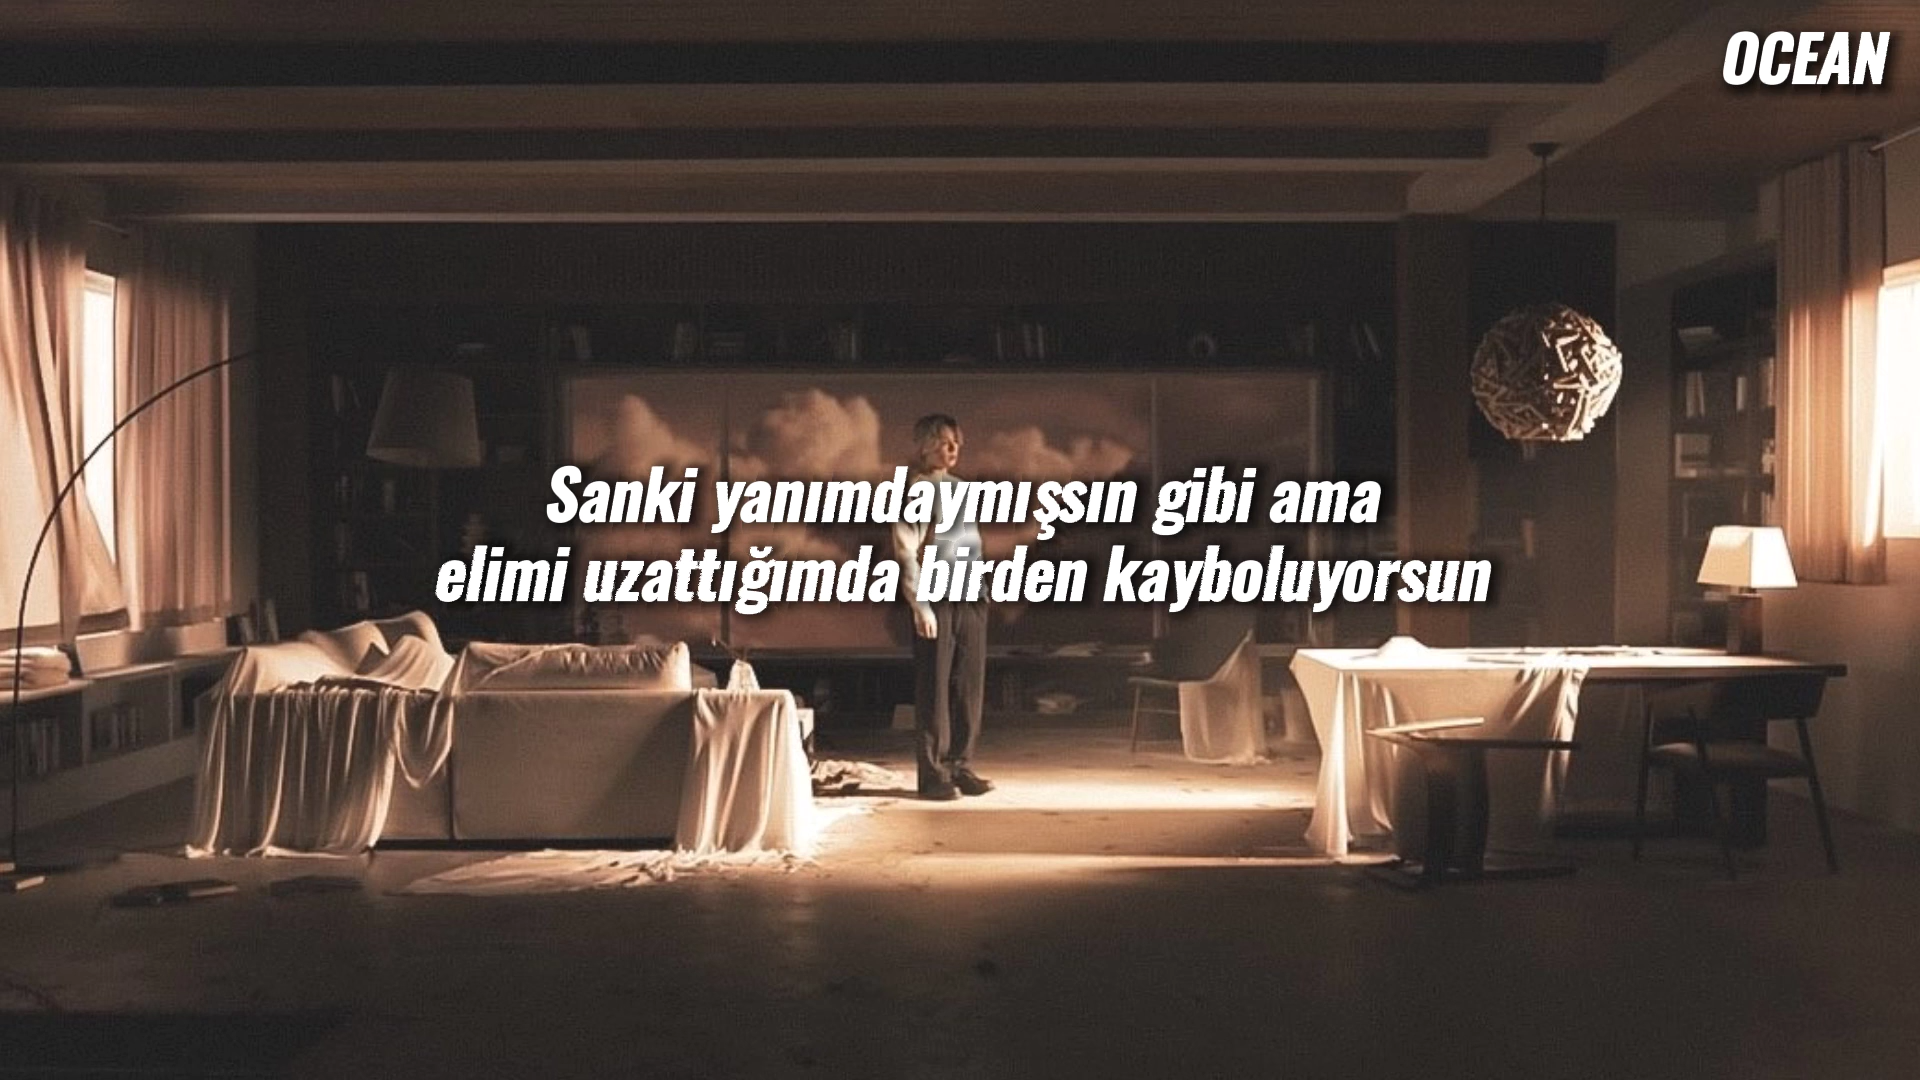 OCEAN
Sanki yanımdaymışsın gibi ama
elimi uzattığımda birden kayboluyorsun